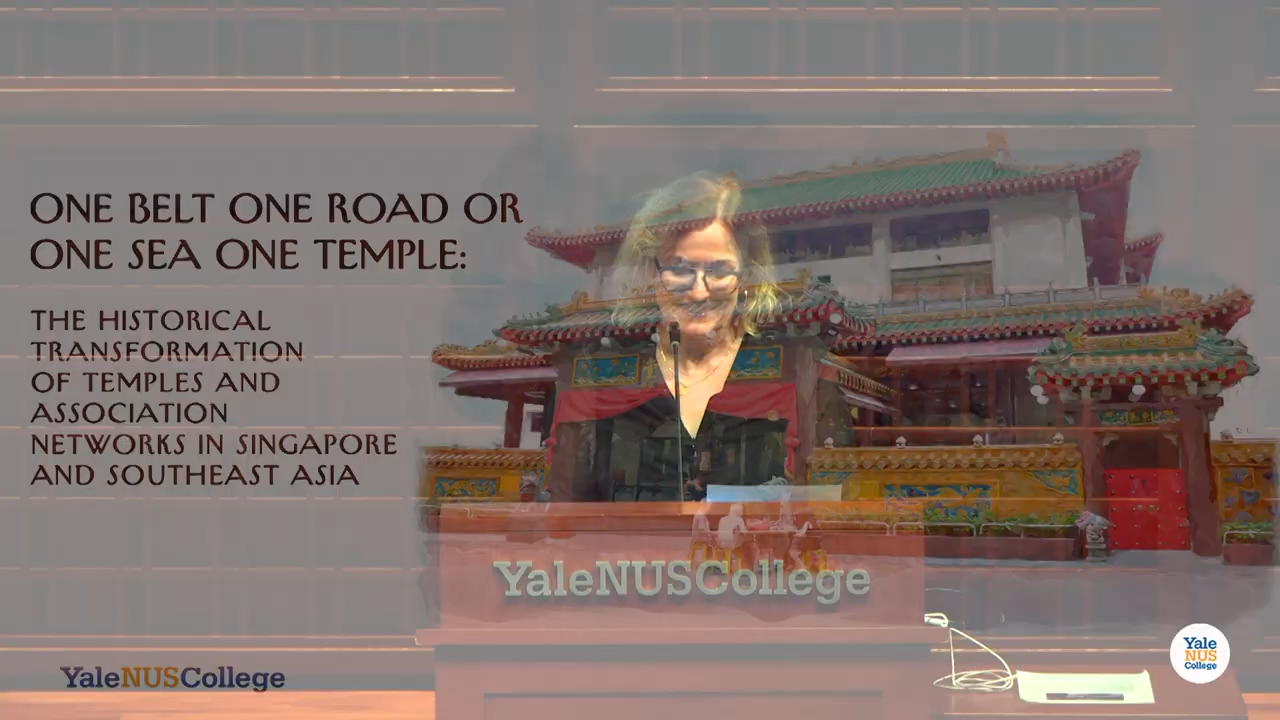 ONE BELT ONE ROAD OR
ONE SEA ONE TEMPLE:
THE HISTORICAL
TRANSFORMATION
OF TEMPLES AND
ASSOCIATION
NETWORKS IN SINGAPORE
AND SOUTHEAST ASIA
YaleNUSCollege
YaleNUSCollege
Yale
NUS
College